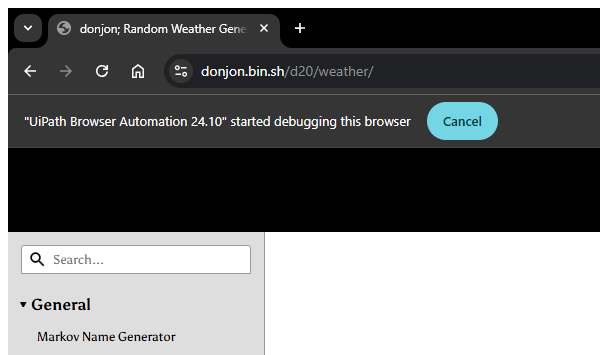 donjon; Random Weather Gene
donjon.bin.sh/d20/weather/
"UiPath Browser Automation 24.10" started debugging this browser
Cancel
Search...
General
Markov Name Generator